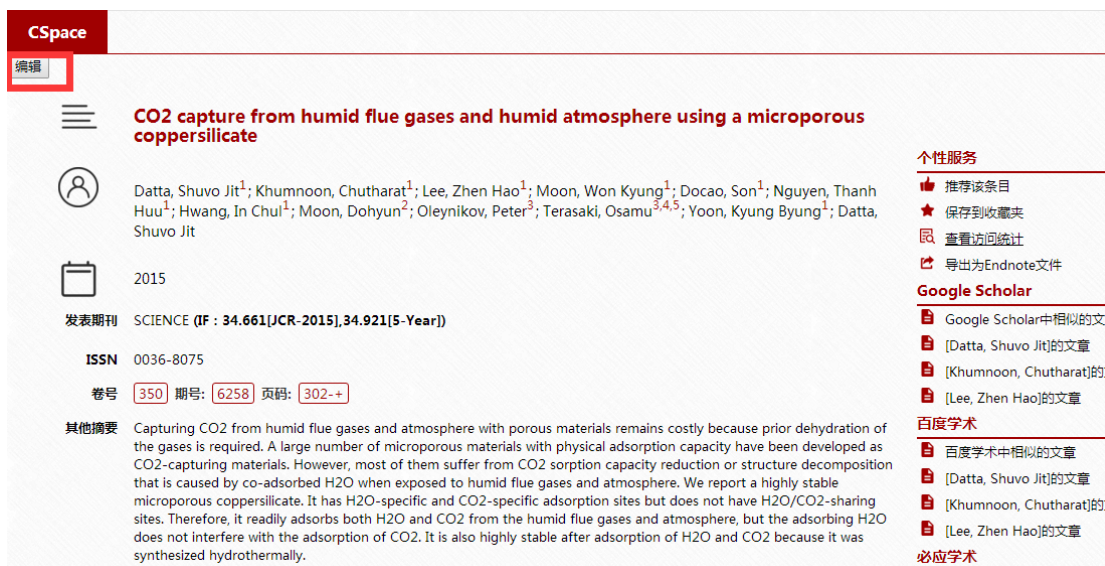 CSpace
编辑
CO2 capture from humid flue gases and humid atmosphere using a microporous
coppersilicate
Datta, Shuvo Jit1; Khumnoon, Chutharat1; Lee, Zhen Hao1; Moon, Won Kyung1; Docao, Son1; Nguyen, Thanh
Huu1; Hwang, In Chul1; Moon, Dohyun2; Oleynikov, Peter3; Terasaki, Osamu3,4,5; Yoon, Kyung Byung1; Datta,
Shuvo Jit
2015
发表期刊 SCIENCE (IF : 34.661[JCR-2015],34.921[5-Year])
ISSN 0036-8075
卷号 350 期号: 6258 页码: 302-+
其他摘要 Capturing CO2 from humid flue gases and atmosphere with porous materials remains costly because prior dehydration of
the gases is required. A large number of microporous materials with physical adsorption capacity have been developed as
CO2-capturing materials. However, most of them suffer from CO2 sorption capacity reduction or structure decomposition
that is caused by co-adsorbed H2O when exposed to humid flue gases and atmosphere. We report a highly stable
microporous coppersilicate. It has H2O-specific and CO2-specific adsorption sites but does not have H2O/CO2-sharing
sites. Therefore, it readily adsorbs both H2O and CO2 from the humid flue gases and atmosphere, but the adsorbing H2O
does not interfere with the adsorption of CO2. It is also highly stable after adsorption of H2O and CO2 because it was
synthesized hydrothermally.
个性服务
推荐该条目
保存到收藏夹
查看访问统计
导出为Endnote文件
Google Scholar
Google Scholar中相似的文
[Datta, Shuvo Jit]的文章
[Khumnoon, Chutharat]的
[Lee, Zhen Hao]的文章
百度学术
百度学术中相似的文章
[Datta, Shuvo Jit]的文章
[Khumnoon, Chutharat]的
[Lee, Zhen Hao]的文章
必应学术